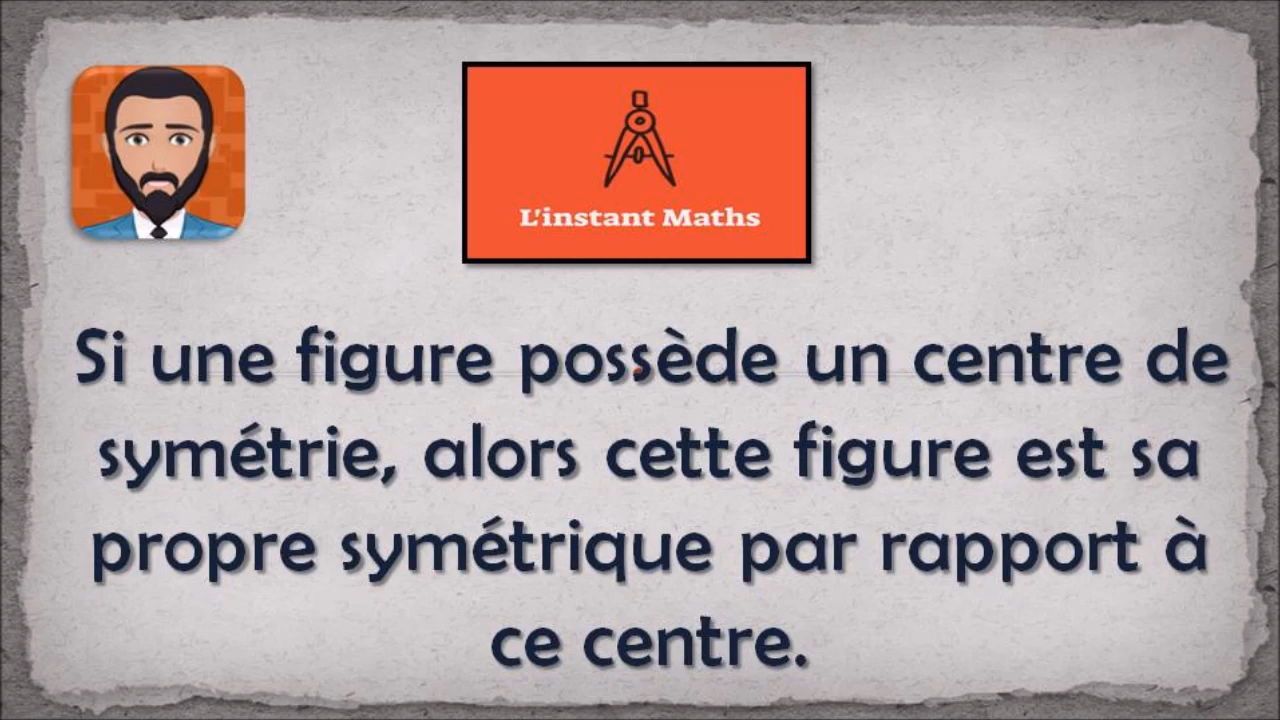 L'instant Maths
Si une figure possède un centre de
symétrie, alors cette figure est sa
propre symétrique par rapport à
ce centre.